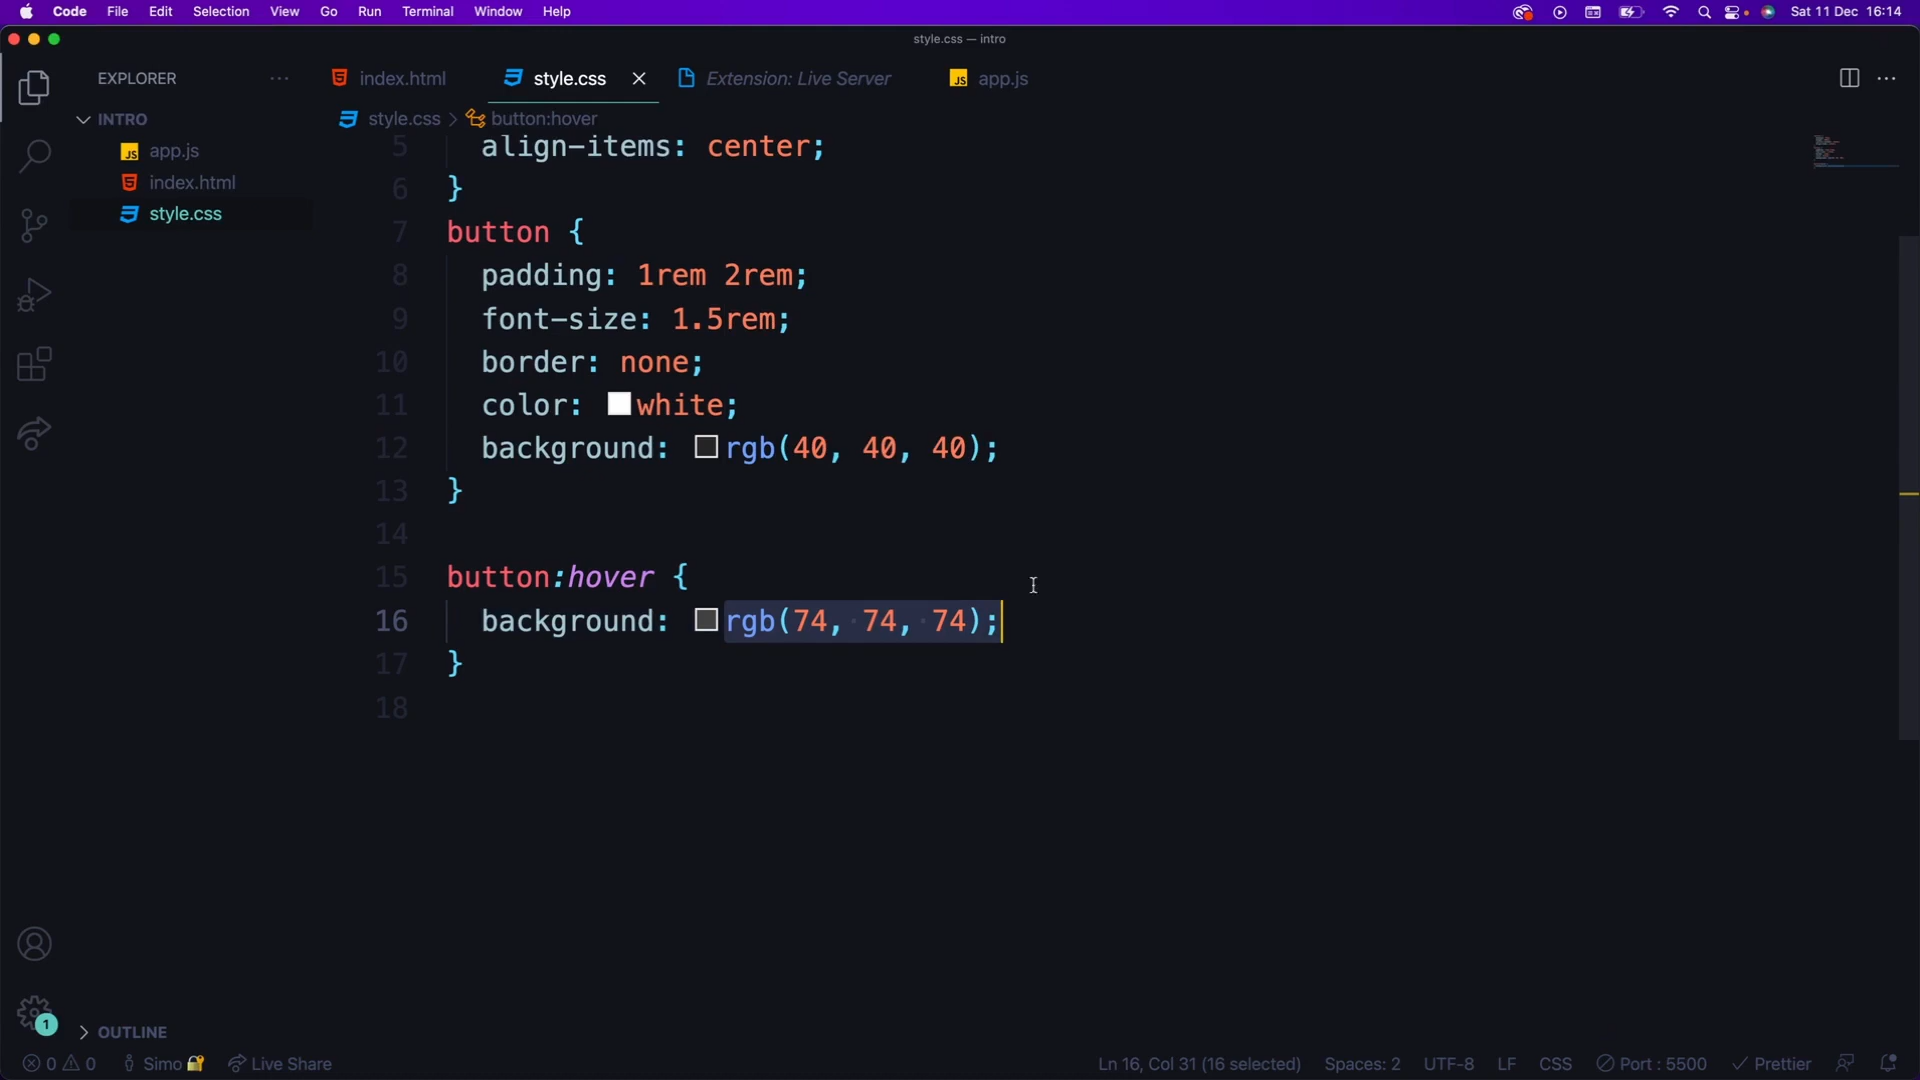 Code File Edit Selection View Go Run Terminal Window Help Sat 11 Dec 16:14
style.css — intro
EXPLORER index.html style.css Extension: Live Server JS app.js
INTRO style.css > button:hover
JS app.js
index.html
style.css
5 align-items: center;
6 }
7 button {
8 padding: 1rem 2rem;
9 font-size: 1.5rem;
10 border: none;
11 color: white;
12 background: rgb(40, 40, 40);
13 }
14
15 button:hover {
16 background: rgb(74, 74, 74);
17 }
18
1
OUTLINE
0 0 Simo Live Share Ln 16, Col 31 (16 selected) Spaces: 2 UTF-8 LF CSS Port : 5500 Prettier